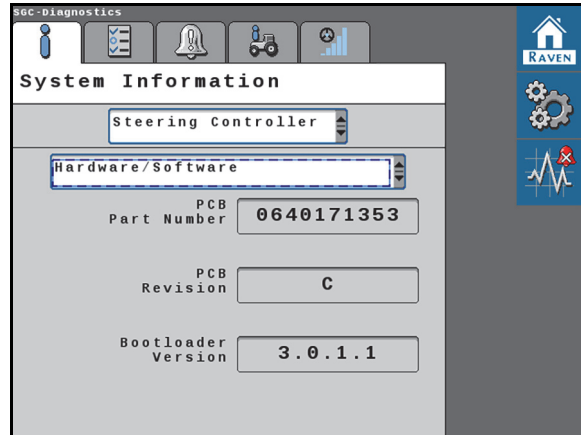 SGC-Diagnostics
System Information
RAVEN
Steering Controller
Hardware/Software
PCB
Part Number
0640171353
PCB
Revision
C
Bootloader
Version
3.0.1.1